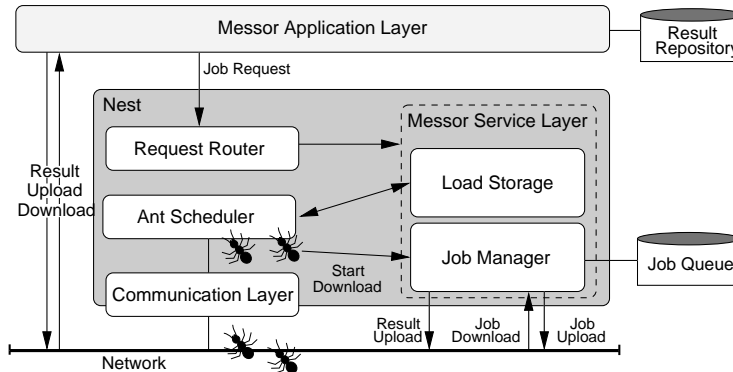 Messor Application Layer
Result
Repository
Job Request
Nest
Messor Service Layer
Request Router
Load Storage
Result
Upload
Download
Ant Scheduler
Job Manager
Job Queue
Start
Download
Communication Layer
Result
Upload
Job
Download
Job
Upload
Network